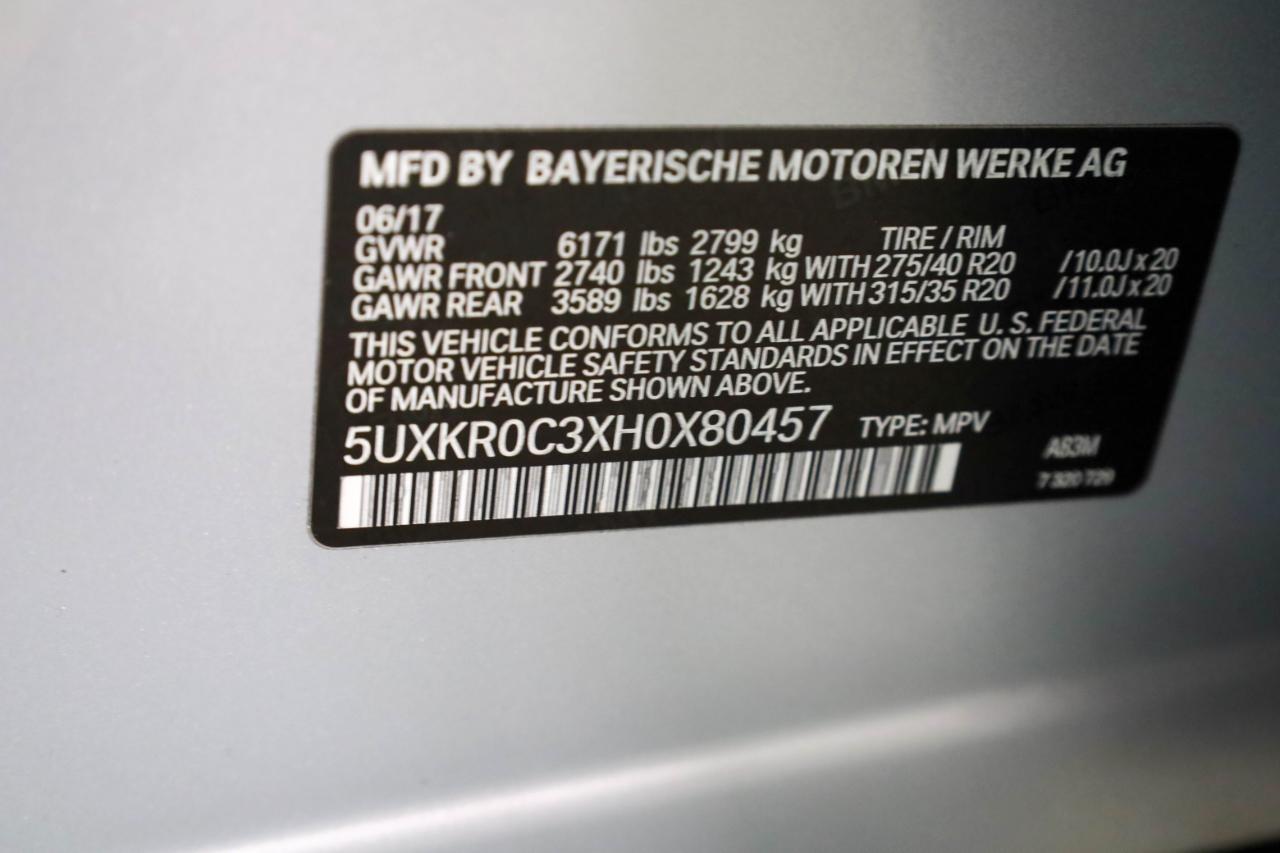 MFD BY BAYERISCHE MOTOREN WERKE AG
06/17
GVWR 6171 lbs 2799 kg TIRE / RIM
GAWR FRONT 2740 lbs 1243 kg WITH 275/40 R20 /10.0J x 20
GAWR REAR 3589 lbs 1628 kg WITH 315/35 R20 /11.0J x 20
THIS VEHICLE CONFORMS TO ALL APPLICABLE U. S. FEDERAL
MOTOR VEHICLE SAFETY STANDARDS IN EFFECT ON THE DATE
OF MANUFACTURE SHOWN ABOVE.
5UXKR0C3XH0X80457 TYPE: MPV
7 320 729